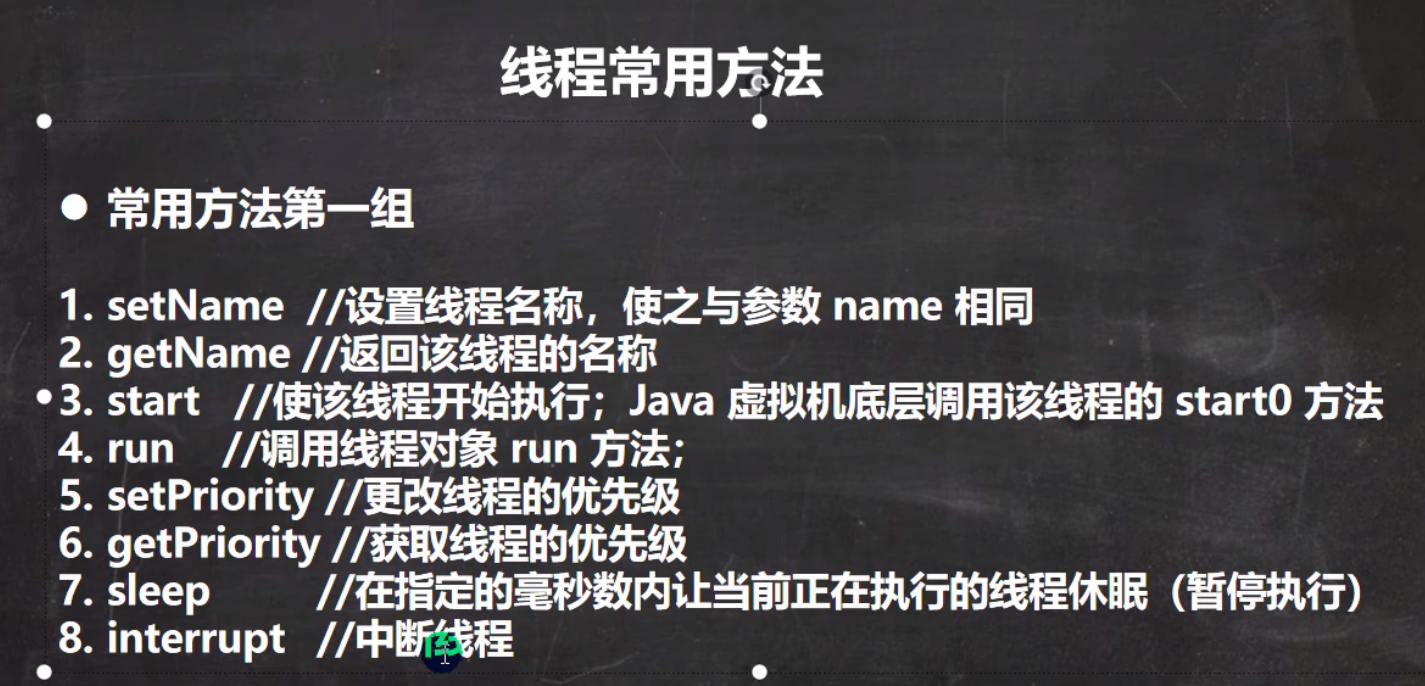 线程常用方法
● 常用方法第一组
1. setName //设置线程名称，使之与参数 name 相同
2. getName //返回该线程的名称
3. start //使该线程开始执行；Java 虚拟机底层调用该线程的 start0 方法
4. run //调用线程对象 run 方法；
5. setPriority //更改线程的优先级
6. getPriority //获取线程的优先级
7. sleep //在指定的毫秒数内让当前正在执行的线程休眠（暂停执行）
8. interrupt //中断线程